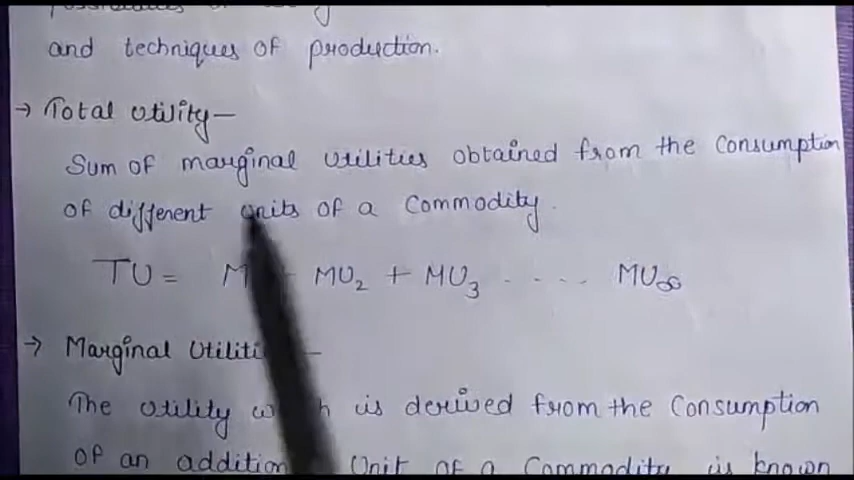 and techniques of production.
→ Total Utility—
Sum of marginal utilities obtained from the Consumption
of different units of a Commodity.
TU = M + MU₂ + MU₃ ..... MU∞
→ Marginal Utiliti —
The utility w h is derived from the Consumption
of an addition Unit of a Commodity is known